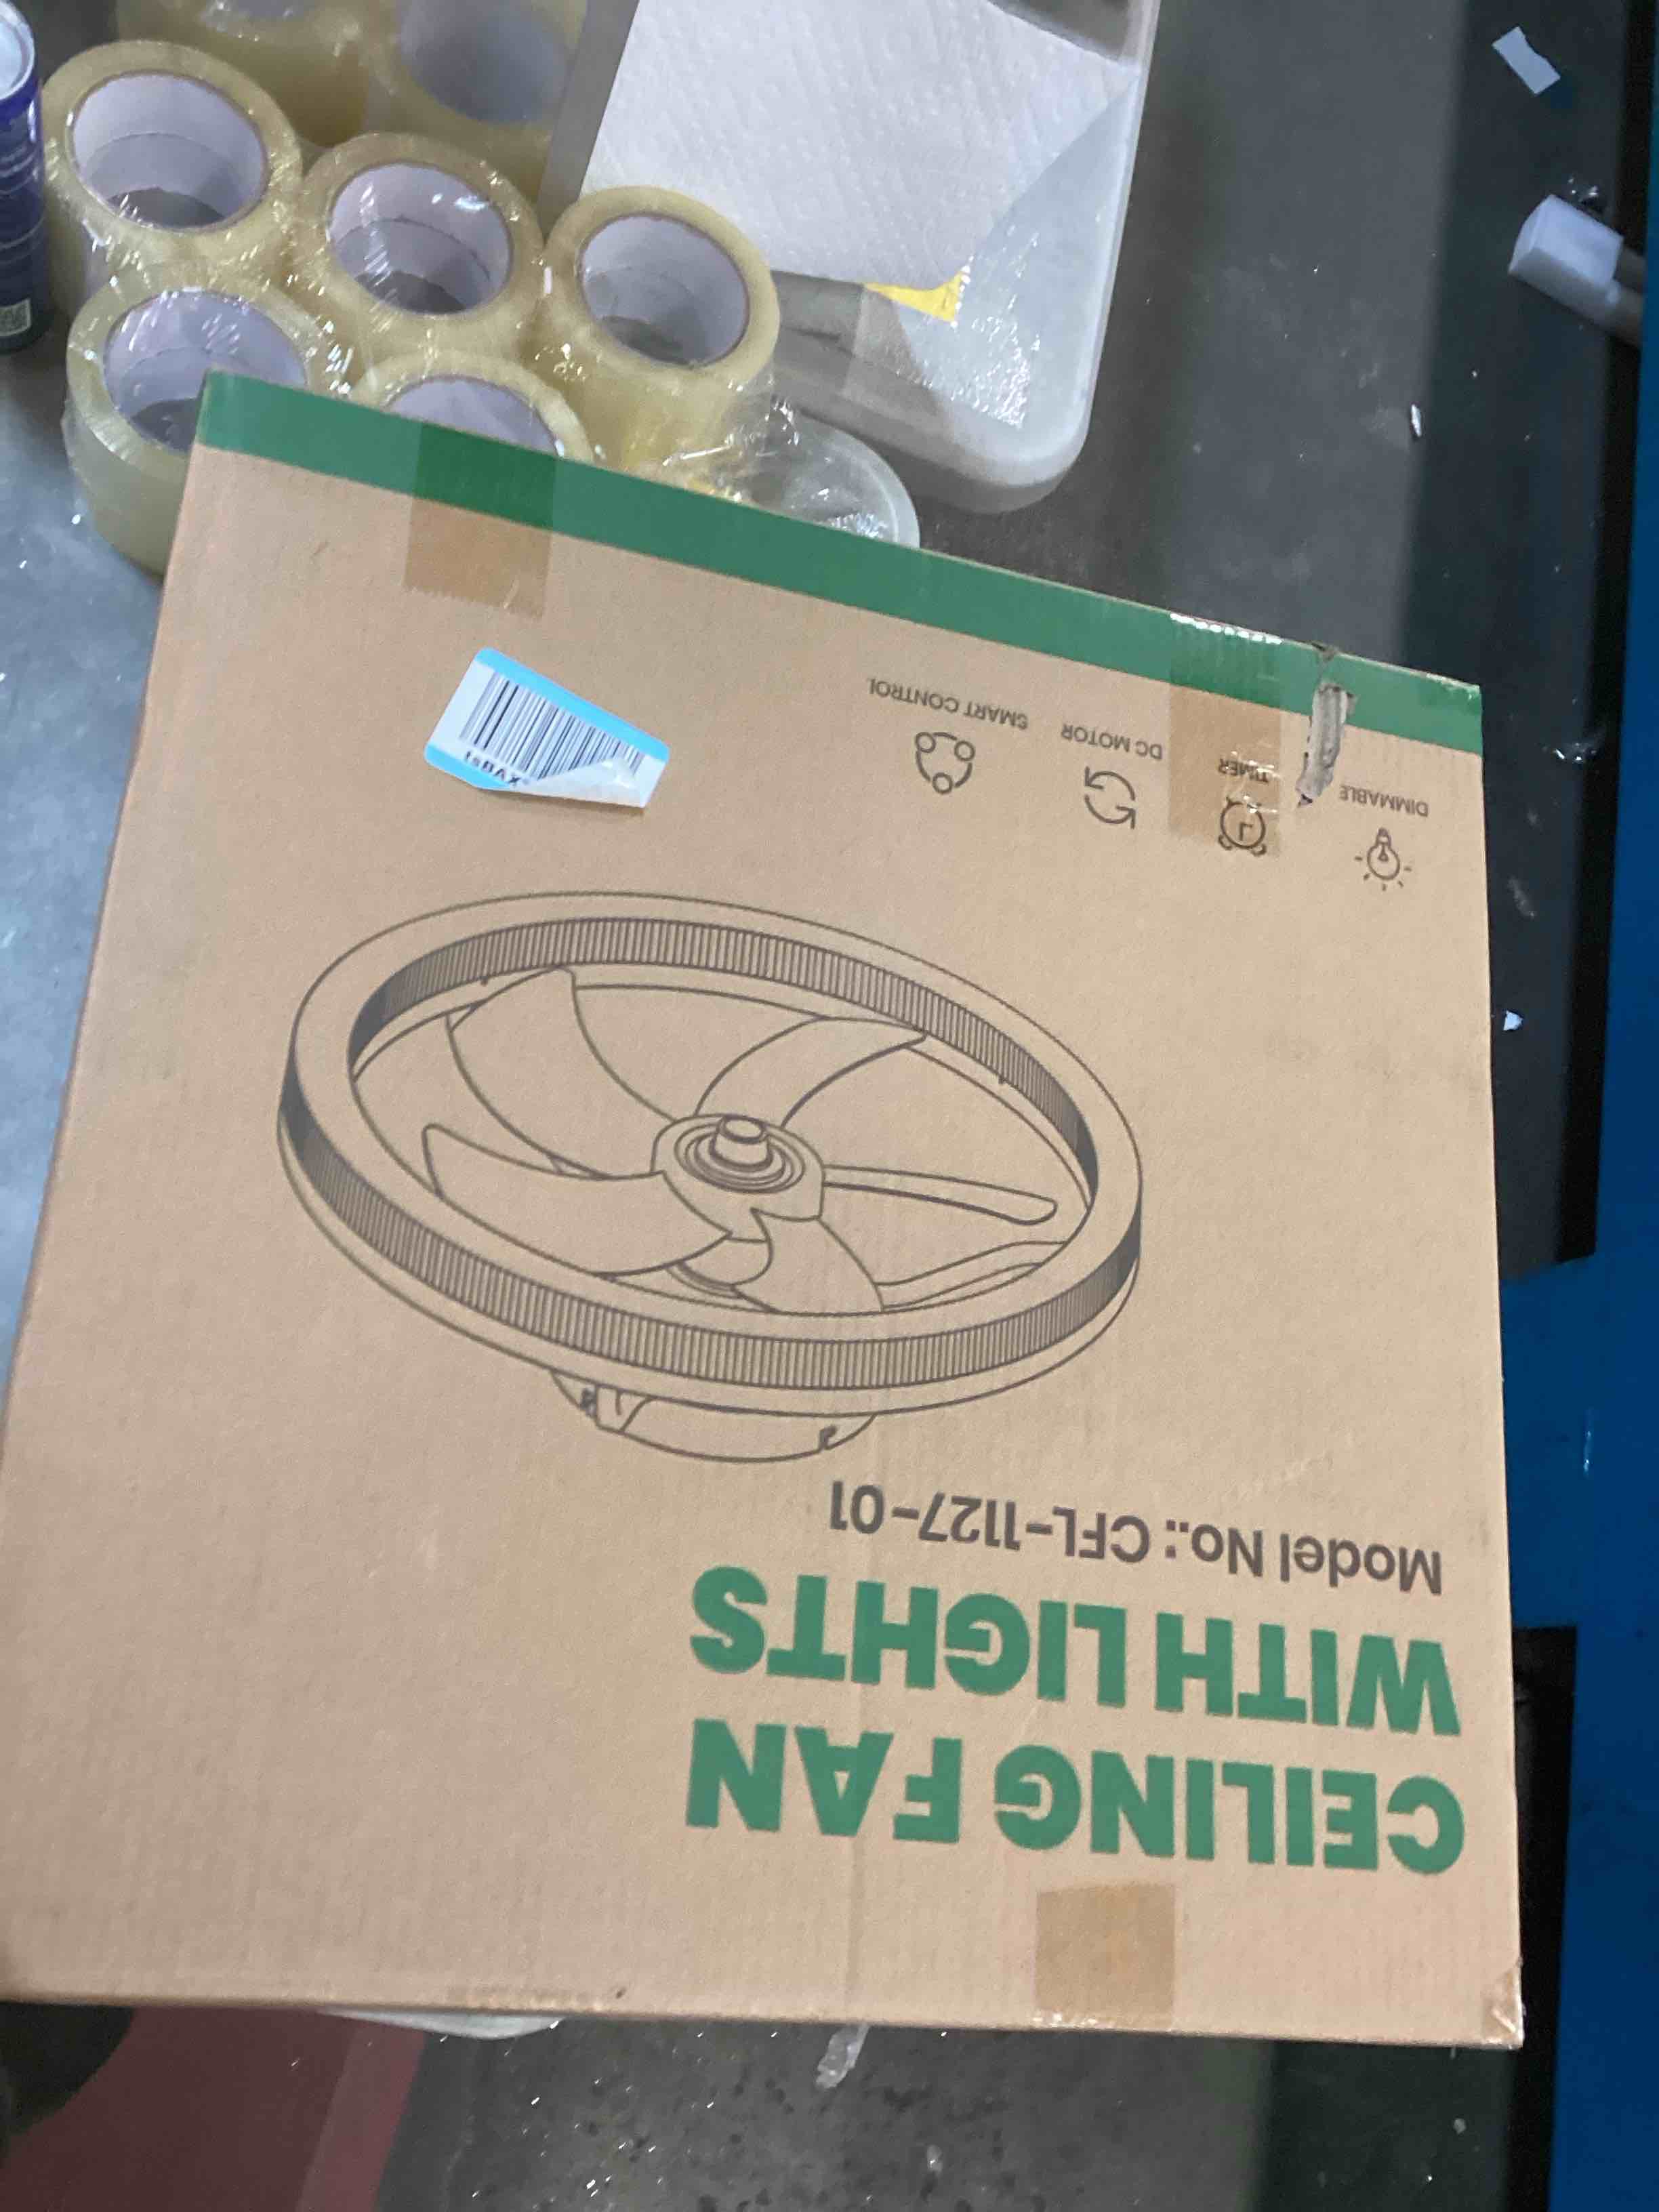 CEILING FAN
WITH LIGHTS
Model No.: CFL-1127-01
DIMMABLE
TIMER
DC MOTOR
SMART CONTROL